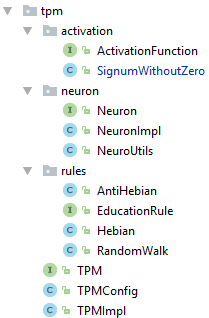 tpm
activation
I ActivationFunction
C SignumWithoutZero
neuron
I Neuron
C NeuronImpl
C NeuroUtils
rules
C AntiHebian
I EducationRule
C Hebian
C RandomWalk
I TPM
C TPMConfig
C TPMImpl